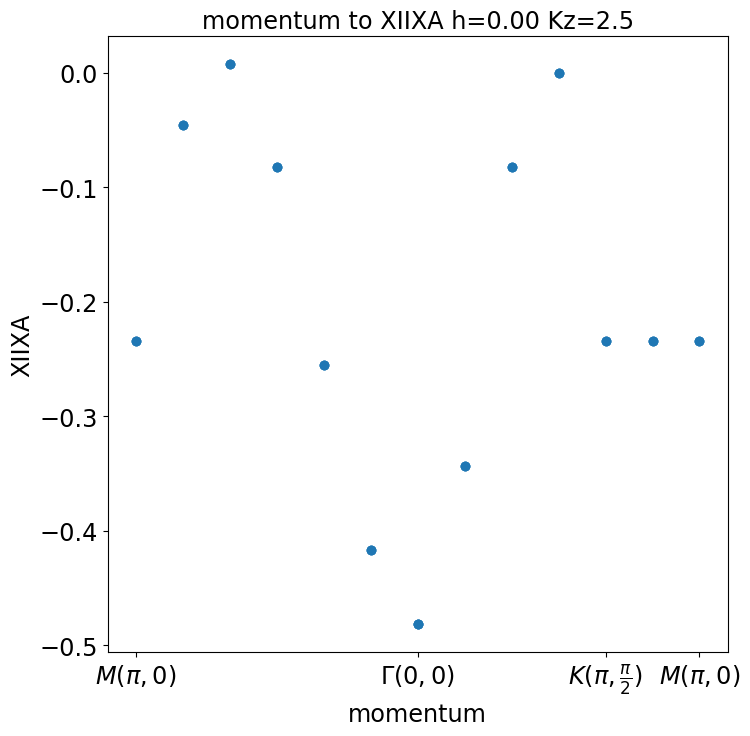 momentum to XIIXA h=0.00 Kz=2.5
0.0
−0.1
−0.2
−0.3
−0.4
−0.5
XIIXA
M(π, 0) Γ(0, 0) K(π, π/2) M(π, 0)
momentum